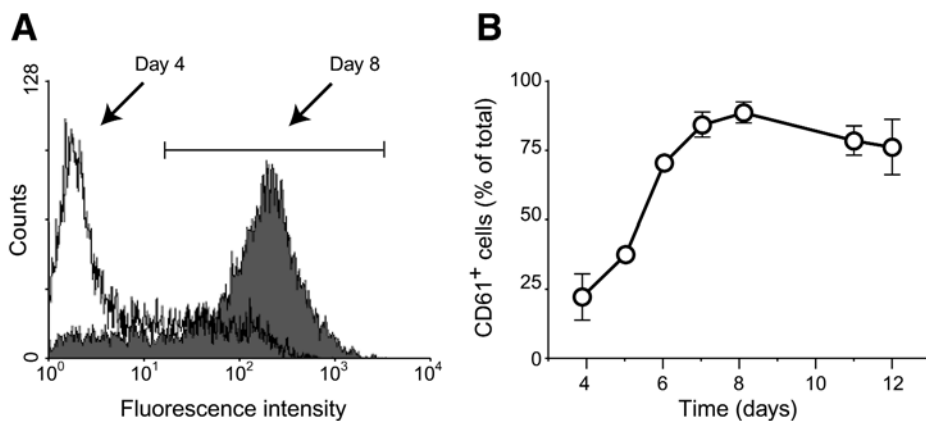 A
Day 4
Day 8
128
Counts
0
10⁰
10¹
10²
10³
10⁴
Fluorescence intensity
B
100
75
50
25
0
CD61⁺ cells (% of total)
4
6
8
10
12
Time (days)